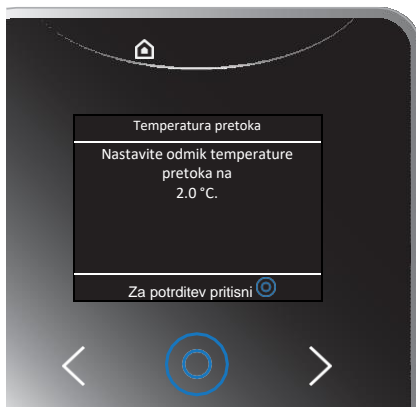 Temperatura pretoka
Nastavite odmik temperature
pretoka na
2.0 °C.
Za potrditev pritisni